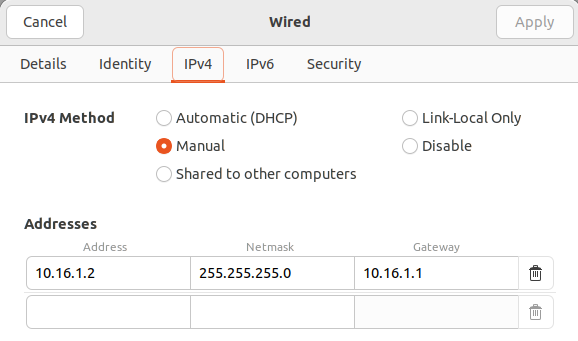 Cancel Wired Apply
Details Identity IPv4 IPv6 Security
IPv4 Method Automatic (DHCP) Link-Local Only
Manual Disable
Shared to other computers
Addresses
Address Netmask Gateway
10.16.1.2 255.255.255.0 10.16.1.1